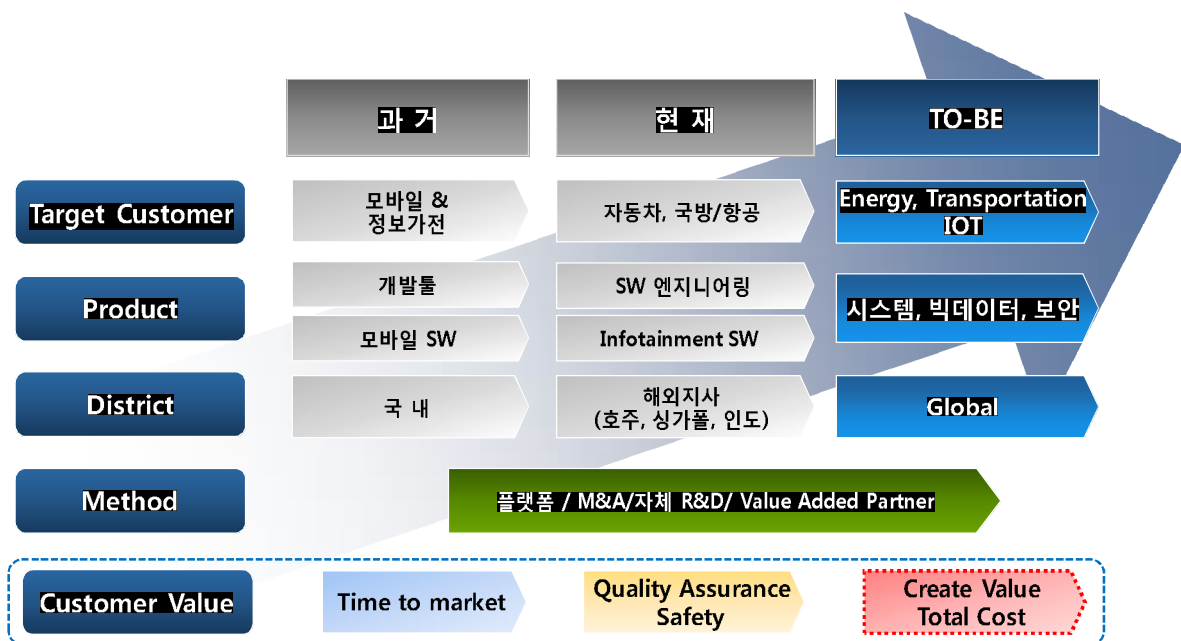 과 거
현 재
TO-BE
Target Customer
모바일 &
정보가전
자동차, 국방/항공
Energy, Transportation
IOT
Product
개발툴
SW 엔지니어링
시스템, 빅데이터, 보안
모바일 SW
Infotainment SW
District
국 내
해외지사
(호주, 싱가폴, 인도)
Global
Method
플랫폼 / M&A/자체 R&D/ Value Added Partner
Customer Value
Time to market
Quality Assurance
Safety
Create Value
Total Cost